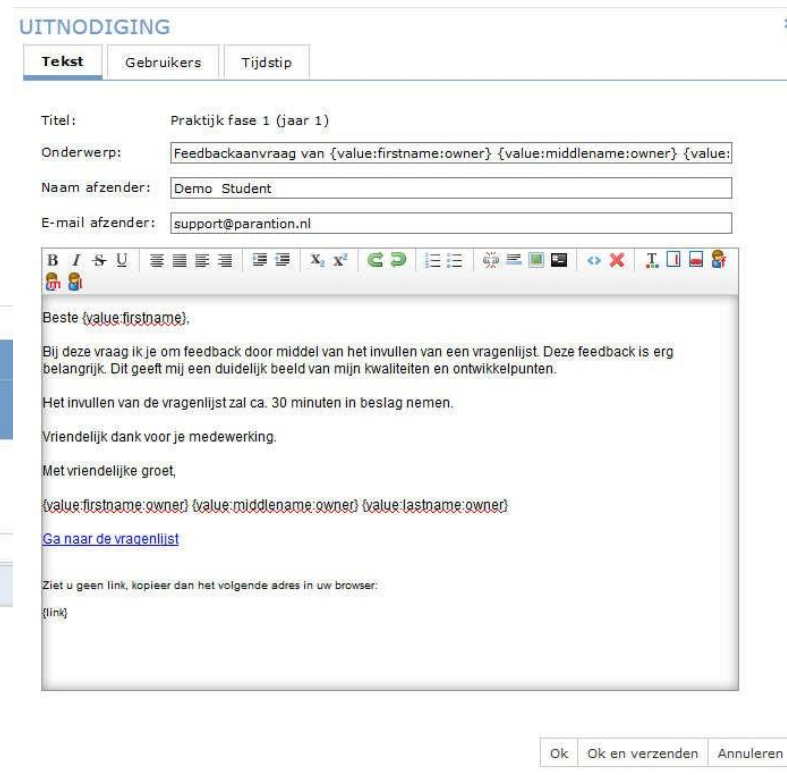 UITNODIGING
Tekst Gebruikers Tijdstip
Titel: Praktijk fase 1 (jaar 1)
Onderwerp: Feedbackaanvraag van {value:firstname:owner} {value:middlename:owner} {value:
Naam afzender: Demo Student
E-mail afzender: support@parantion.nl
Beste {value:firstname},
Bij deze vraag ik je om feedback door middel van het invullen van een vragenlijst. Deze feedback is erg
belangrijk. Dit geeft mij een duidelijk beeld van mijn kwaliteiten en ontwikkelpunten.
Het invullen van de vragenlijst zal ca. 30 minuten in beslag nemen.
Vriendelijk dank voor je medewerking.
Met vriendelijke groet,
{value:firstname:owner} {value:middlename:owner} {value:lastname:owner}
Ga naar de vragenlijst
Ziet u geen link, kopieer dan het volgende adres in uw browser:
{link}
Ok Ok en verzenden Annuleren